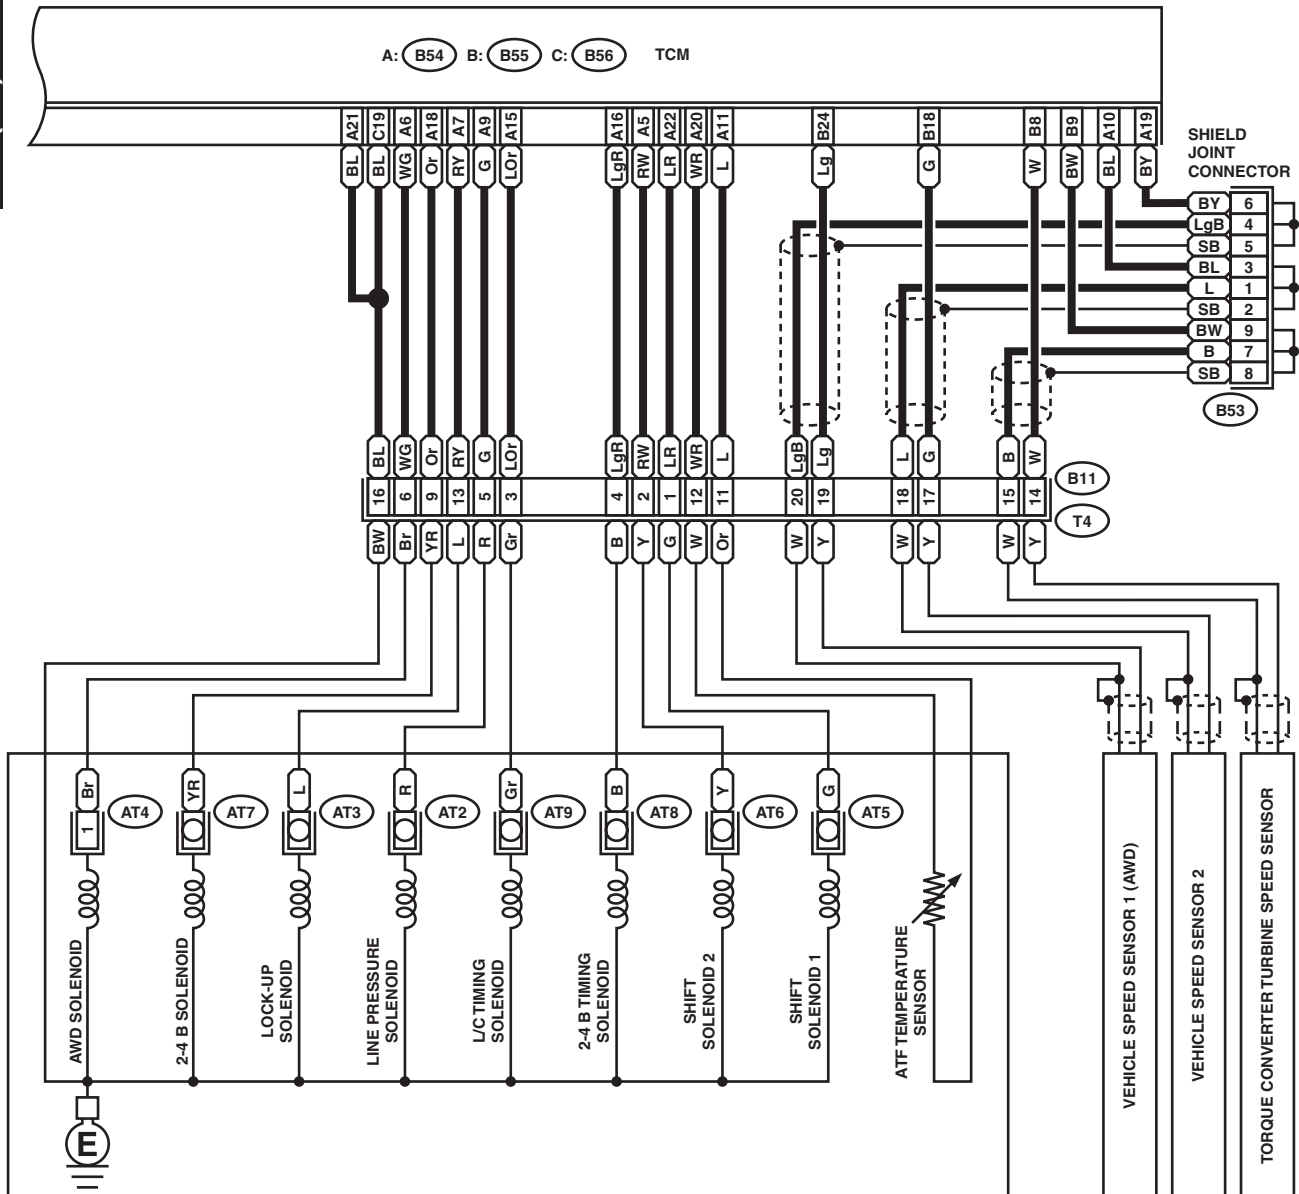 A: B54 B: B55 C: B56 TCM
A21 C19 A6 A18 A7 A9 A15 A16 A5 A22 A20 A11 B24 B18 B8 B9 A10 A19
BL BL WG Or RY G LOr LgR RW LR WR L Lg G W BW BL BY
SHIELD
JOINT
CONNECTOR
BY 6
LgB 4
SB 5
BL 3
L 1
SB 2
BW 9
B 7
SB 8
B53
BL WG Or RY G LOr LgR RW LR WR L LgB Lg L G B W
B11
16 6 9 13 5 3 4 2 1 12 11 20 19 18 17 15 14
T4
BW Br YR L R Gr B Y G W Or W Y W Y W Y
Br YR L R Gr B Y G
1 AT4 AT7 AT3 AT2 AT9 AT8 AT6 AT5
AWD SOLENOID
2-4 B SOLENOID
LOCK-UP
SOLENOID
LINE PRESSURE
SOLENOID
L/C TIMING
SOLENOID
2-4 B TIMING
SOLENOID
SHIFT
SOLENOID 2
SHIFT
SOLENOID 1
ATF TEMPERATURE
SENSOR
VEHICLE SPEED SENSOR 1 (AWD)
VEHICLE SPEED SENSOR 2
TORQUE CONVERTER TURBINE SPEED SENSOR
E